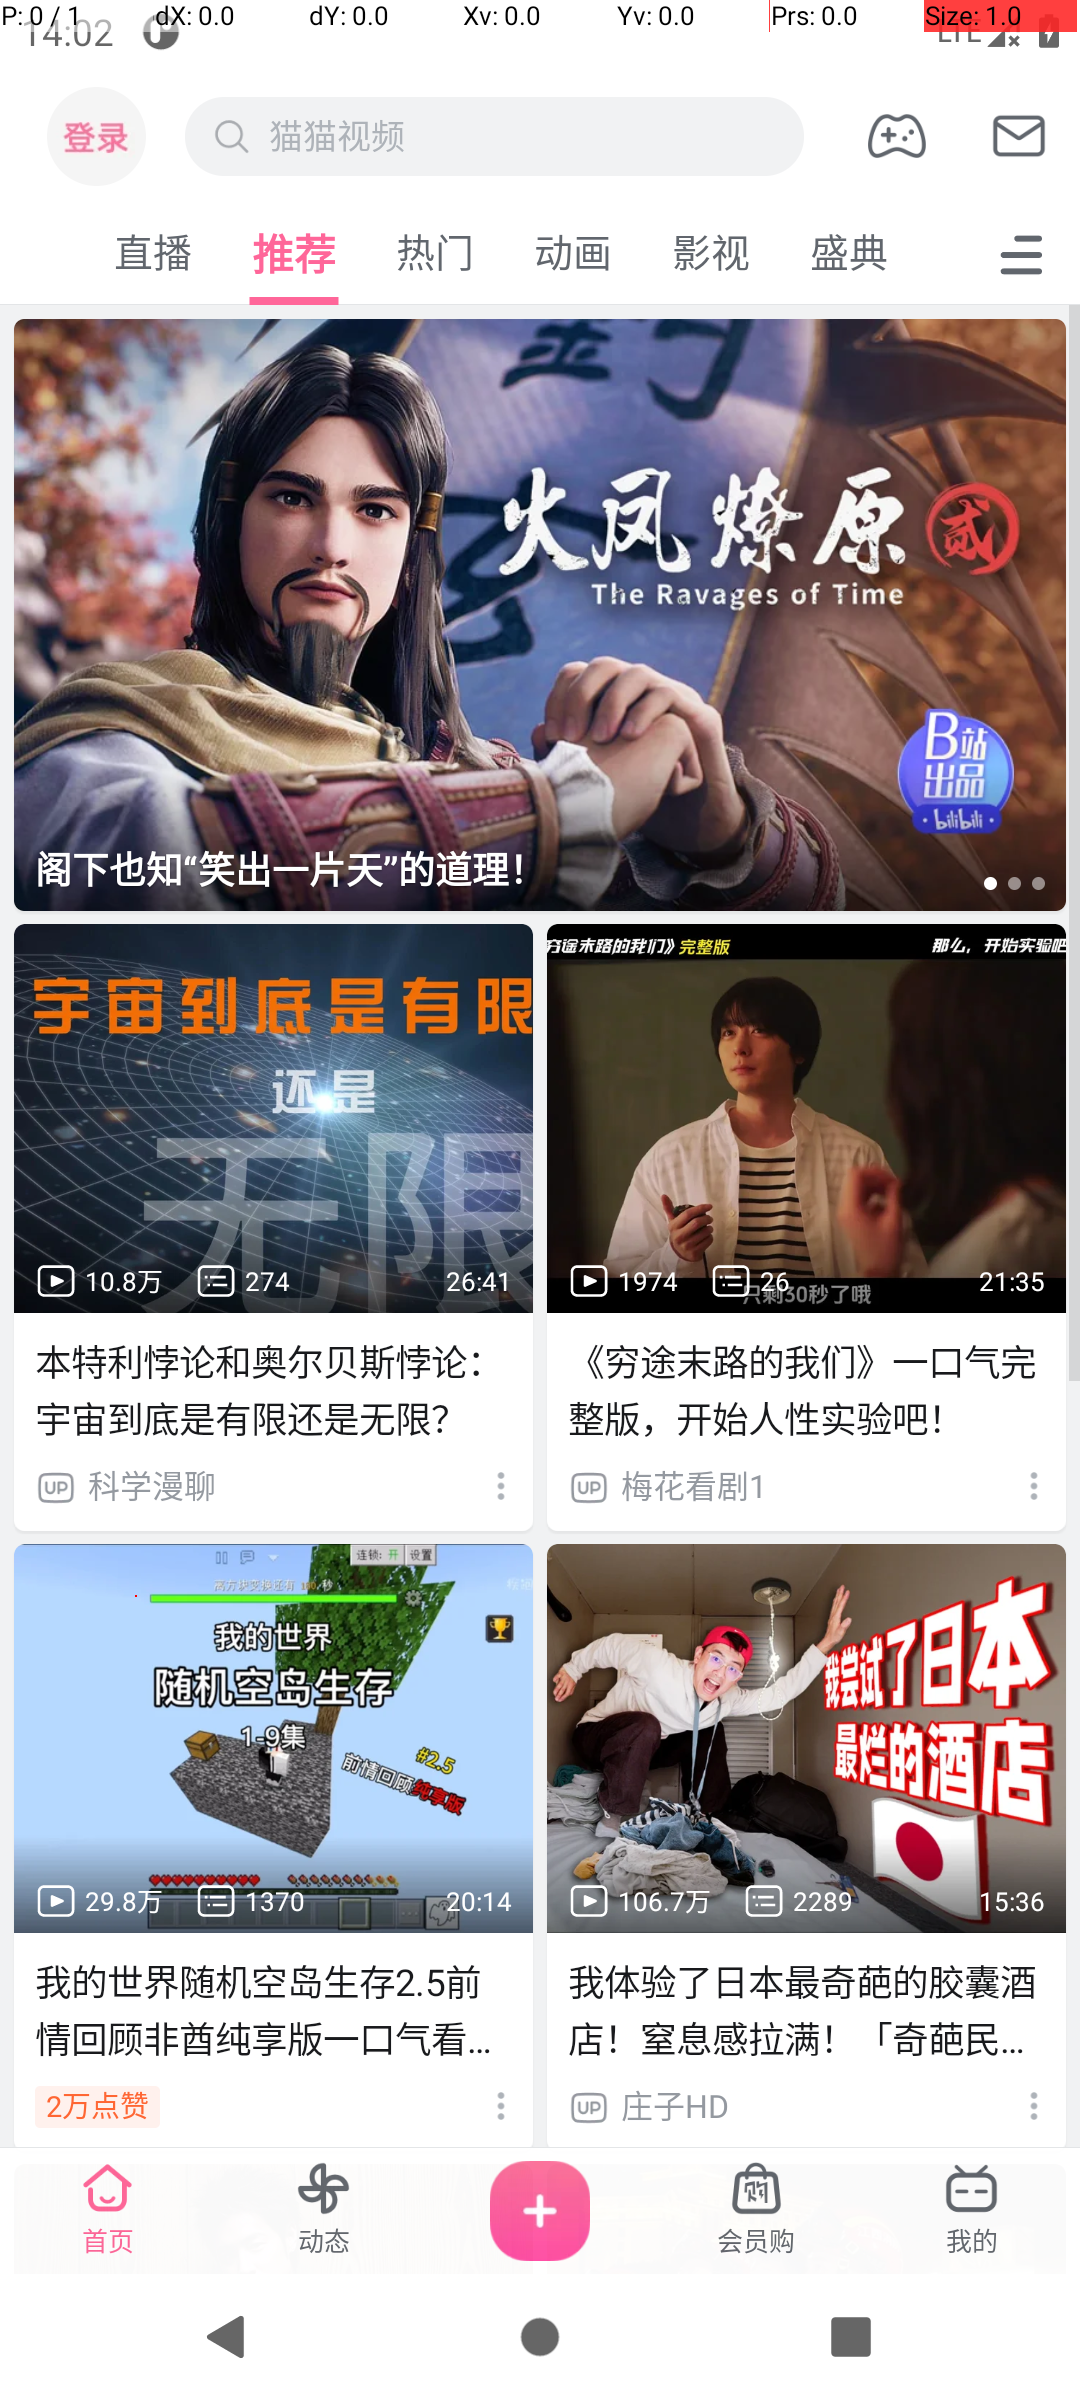 P: 0 / 1 dX: 0.0 dY: 0.0 Xv: 0.0 Yv: 0.0 Prs: 0.0 Size: 1.0
14:02 LTE
登录 猫猫视频
直播 推荐 热门 动画 影视 盛典
火凤燎原 贰
The Ravages of Time
B站
出品
bilibili
阁下也知“笑出一片天”的道理！
宇宙到底是有限
还是
无限
10.8万 274 26:41
本特利悖论和奥尔贝斯悖论：
宇宙到底是有限还是无限？
UP 科学漫聊
穷途末路的我们》完整版 那么，开始实验吧
只剩30秒了哦
1974 26 21:35
《穷途末路的我们》一口气完
整版，开始人性实验吧！
UP 梅花看剧1
连锁：开 设置
我的世界
随机空岛生存
1-9集
#2.5
前情回顾纯享版
29.8万 1370 20:14
我的世界随机空岛生存2.5前
情回顾非酋纯享版一口气看...
2万点赞
我尝试了日本
最烂的酒店
106.7万 2289 15:36
我体验了日本最奇葩的胶囊酒
店！窒息感拉满！「奇葩民...
UP 庄子HD
首页 动态 会员购 我的